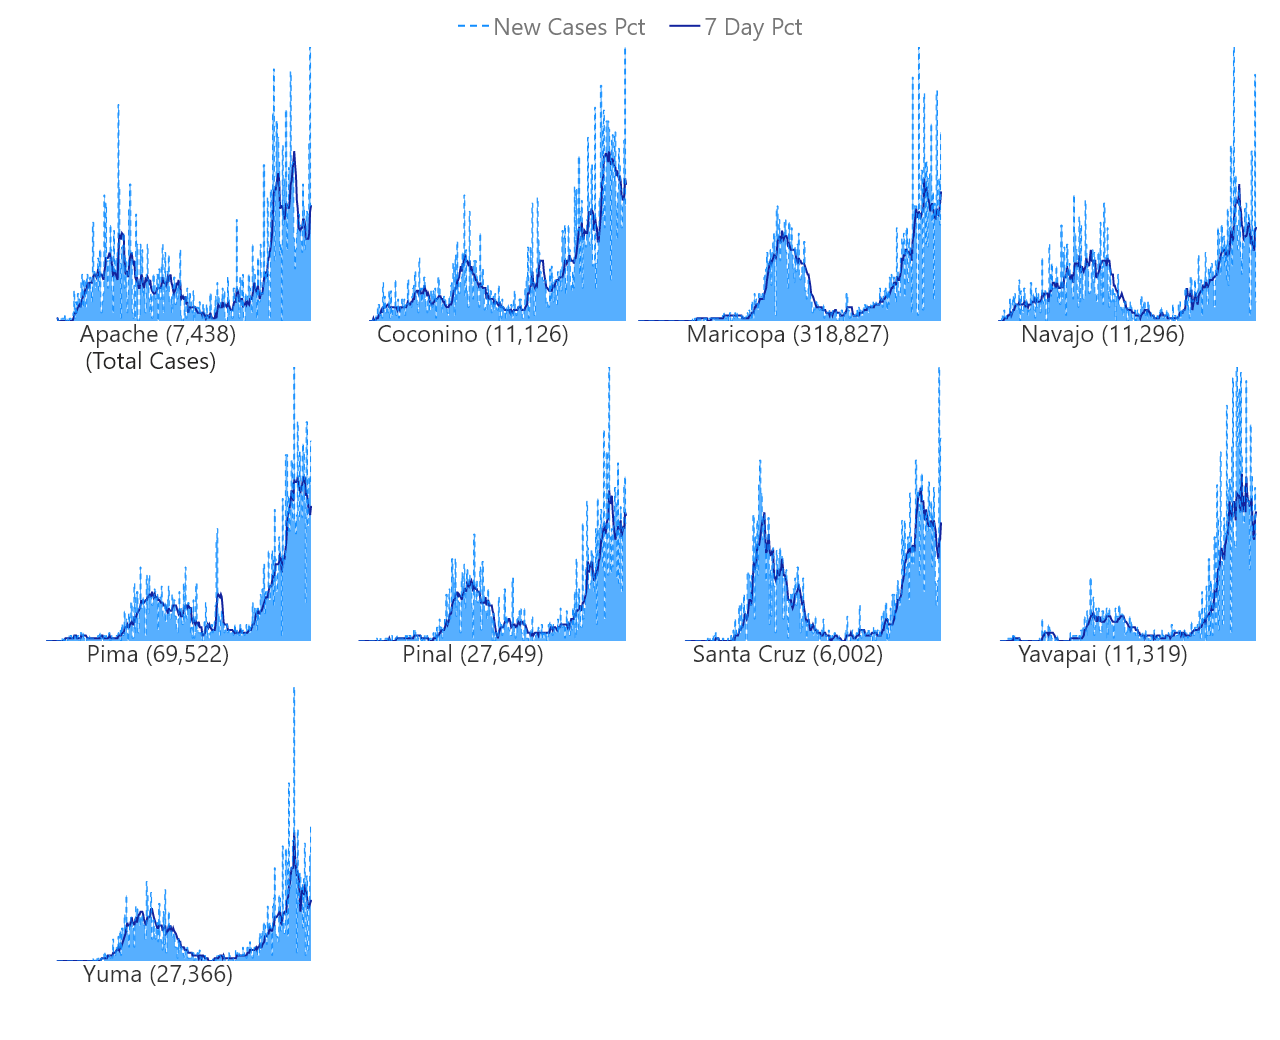 New Cases Pct 7 Day Pct
Apache (7,438)
(Total Cases)
Coconino (11,126)
Maricopa (318,827)
Navajo (11,296)
Pima (69,522)
Pinal (27,649)
Santa Cruz (6,002)
Yavapai (11,319)
Yuma (27,366)